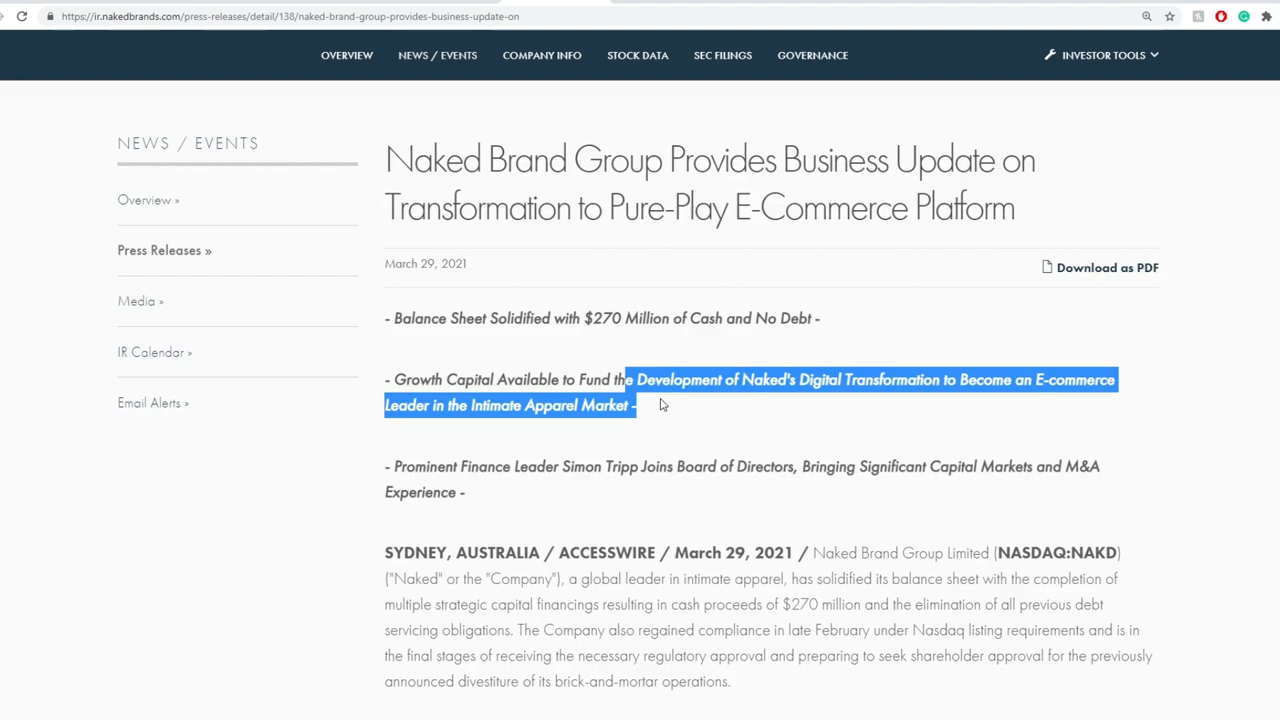 https://ir.nakedbrands.com/press-releases/detail/138/naked-brand-group-provides-business-update-on
OVERVIEW NEWS / EVENTS COMPANY INFO STOCK DATA SEC FILINGS GOVERNANCE INVESTOR TOOLS
NEWS / EVENTS
Overview »
Press Releases »
Media »
IR Calendar »
Email Alerts »
Naked Brand Group Provides Business Update on
Transformation to Pure-Play E-Commerce Platform
March 29, 2021
Download as PDF
- Balance Sheet Solidified with $270 Million of Cash and No Debt -
- Growth Capital Available to Fund the Development of Naked's Digital Transformation to Become an E-commerce
Leader in the Intimate Apparel Market -
- Prominent Finance Leader Simon Tripp Joins Board of Directors, Bringing Significant Capital Markets and M&A
Experience -
SYDNEY, AUSTRALIA / ACCESSWIRE / March 29, 2021 / Naked Brand Group Limited (NASDAQ:NAKD)
("Naked" or the "Company"), a global leader in intimate apparel, has solidified its balance sheet with the completion of
multiple strategic capital financings resulting in cash proceeds of $270 million and the elimination of all previous debt
servicing obligations. The Company also regained compliance in late February under Nasdaq listing requirements and is in
the final stages of receiving the necessary regulatory approval and preparing to seek shareholder approval for the previously
announced divestiture of its brick-and-mortar operations.